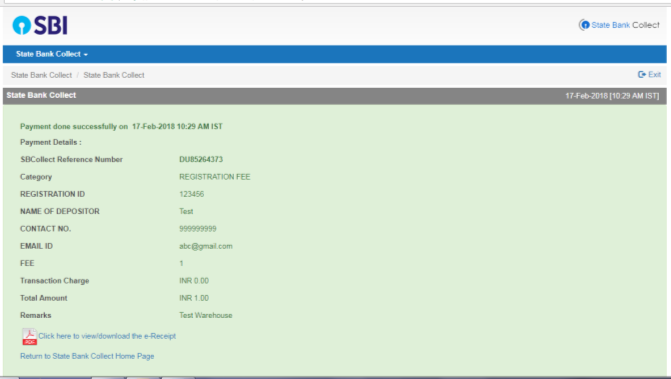 SBI
State Bank Collect
State Bank Collect
State Bank Collect / State Bank Collect
Exit
State Bank Collect
17-Feb-2018 [10:29 AM IST]
Payment done successfully on 17-Feb-2018 10:29 AM IST
Payment Details :
SBCollect Reference Number DU85264373
Category REGISTRATION FEE
REGISTRATION ID 123456
NAME OF DEPOSITOR Test
CONTACT NO. 999999999
EMAIL ID abc@gmail.com
FEE 1
Transaction Charge INR 0.00
Total Amount INR 1.00
Remarks Test Warehouse
PDF Click here to view/download the e-Receipt
Return to State Bank Collect Home Page